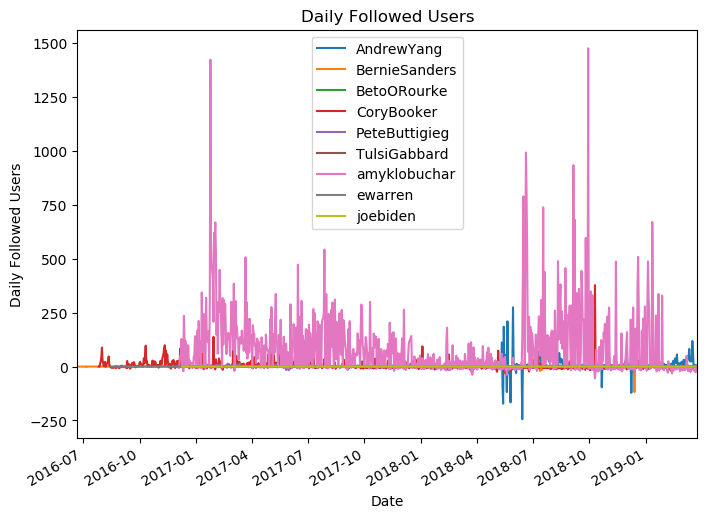 Daily Followed Users
AndrewYang
BernieSanders
BetoORourke
CoryBooker
PeteButtigieg
TulsiGabbard
amyklobuchar
ewarren
joebiden
Daily Followed Users
1500
1250
1000
750
500
250
0
−250
2016-07
2016-10
2017-01
2017-04
2017-07
2017-10
2018-01
2018-04
2018-07
2018-10
2019-01
Date